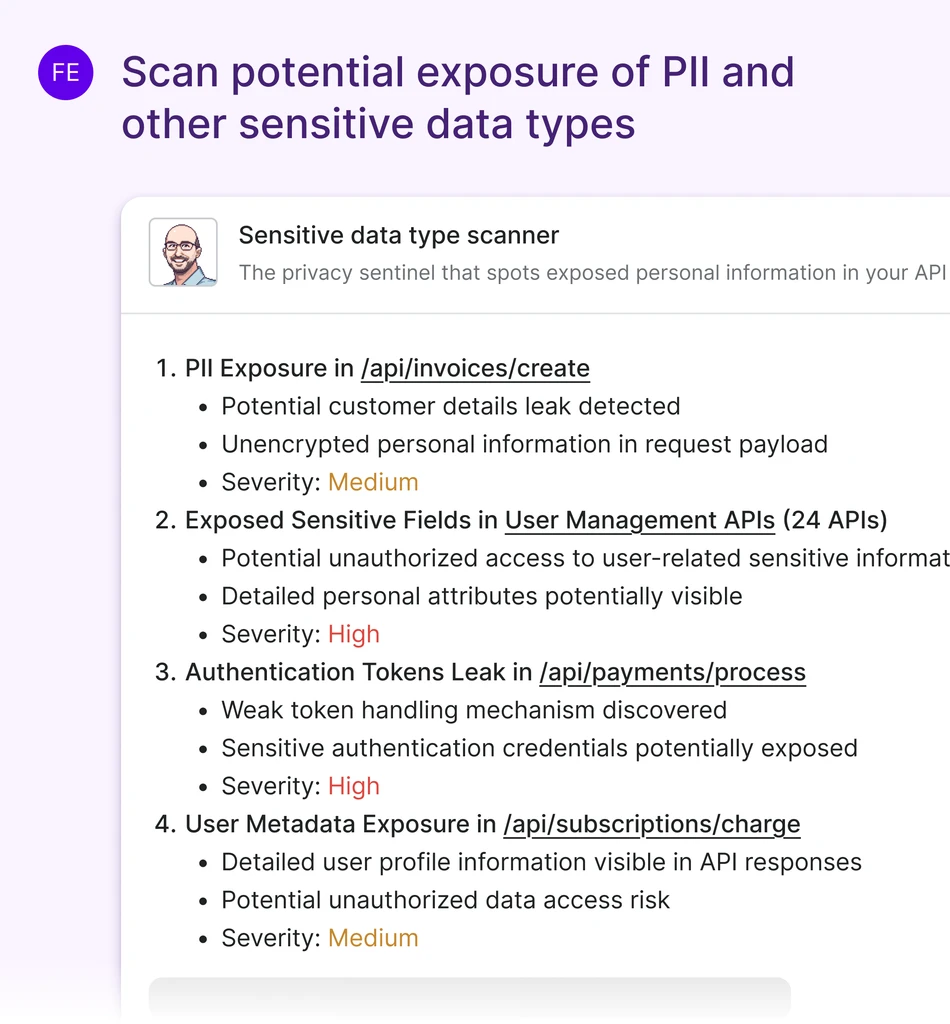 FE
Scan potential exposure of PII and
other sensitive data types
Sensitive data type scanner
The privacy sentinel that spots exposed personal information in your API
1. PII Exposure in /api/invoices/create
• Potential customer details leak detected
• Unencrypted personal information in request payload
• Severity: Medium
2. Exposed Sensitive Fields in User Management APIs (24 APIs)
• Potential unauthorized access to user-related sensitive informat
• Detailed personal attributes potentially visible
• Severity: High
3. Authentication Tokens Leak in /api/payments/process
• Weak token handling mechanism discovered
• Sensitive authentication credentials potentially exposed
• Severity: High
4. User Metadata Exposure in /api/subscriptions/charge
• Detailed user profile information visible in API responses
• Potential unauthorized data access risk
• Severity: Medium